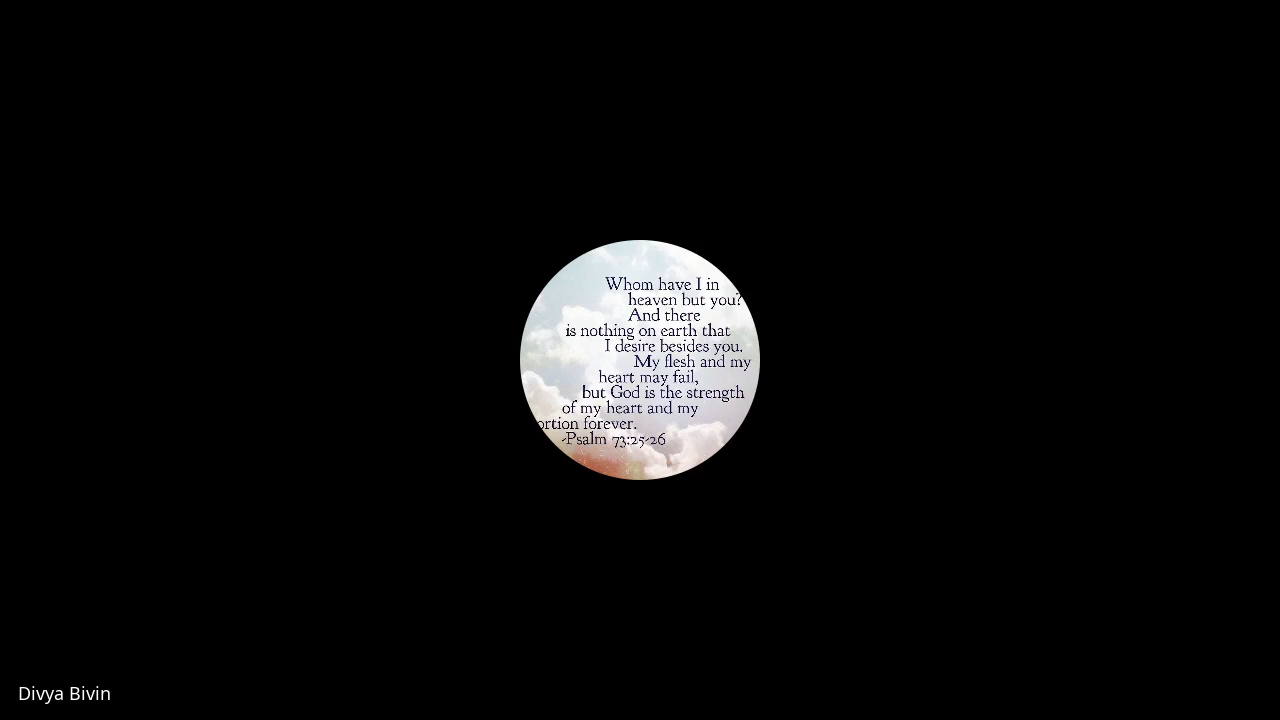 Whom have I in
heaven but you?
And there
is nothing on earth that
I desire besides you.
My flesh and my
heart may fail,
but God is the strength
of my heart and my
ortion forever.
-Psalm 73:25-26
Divya Bivin